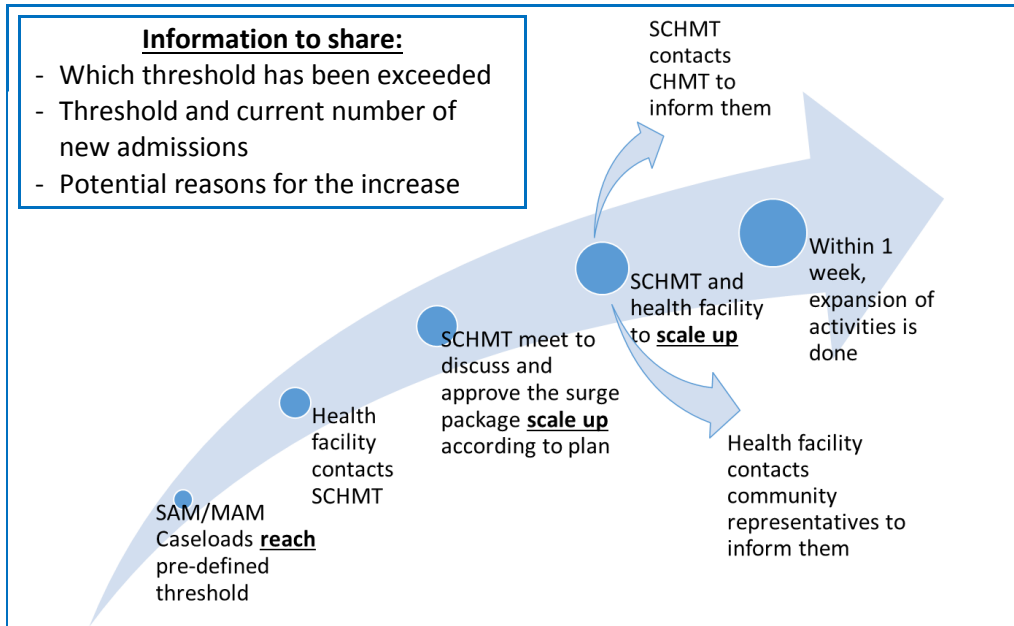 Information to share:
- Which threshold has been exceeded
- Threshold and current number of
new admissions
- Potential reasons for the increase
SAM/MAM
Caseloads reach
pre-defined
threshold
Health
facility
contacts
SCHMT
SCHMT meet to
discuss and
approve the surge
package scale up
according to plan
SCHMT and
health facility
to scale up
SCHMT
contacts
CHMT to
inform them
Health facility
contacts
community
representatives to
inform them
Within 1
week,
expansion of
activities is
done